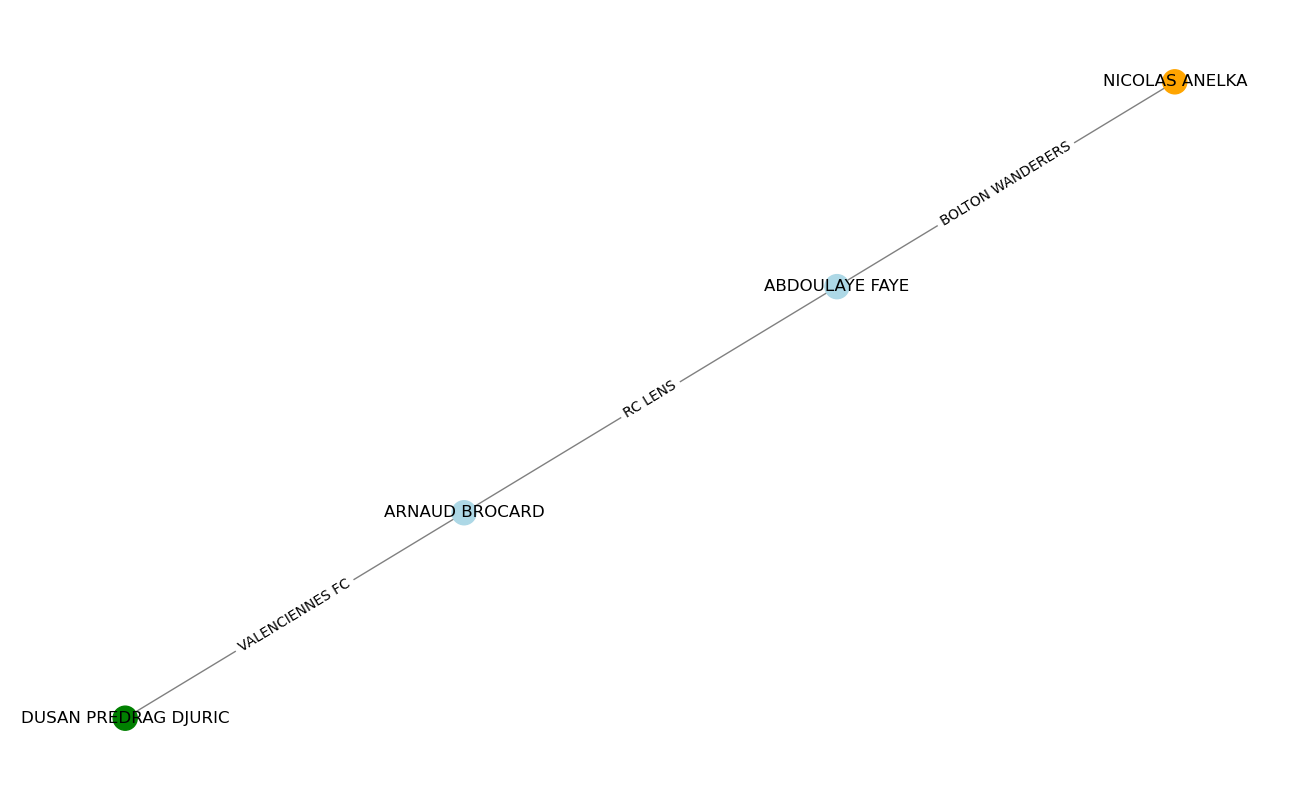 NICOLAS ANELKA
BOLTON WANDERERS
ABDOULAYE FAYE
RC LENS
ARNAUD BROCARD
VALENCIENNES FC
DUSAN PREDRAG DJURIC